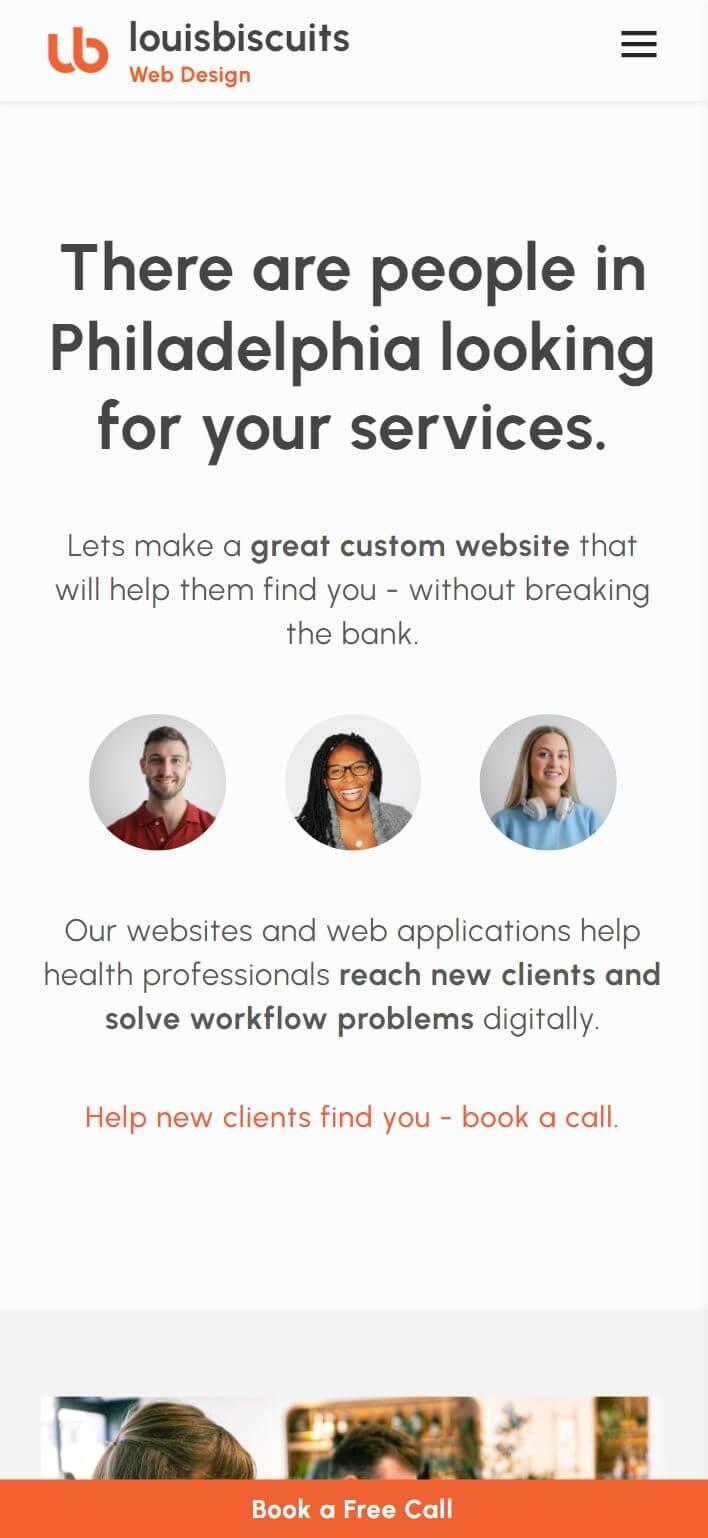 louisbiscuits
Web Design
There are people in
Philadelphia looking
for your services.
Lets make a great custom website that
will help them find you - without breaking
the bank.
Our websites and web applications help
health professionals reach new clients and
solve workflow problems digitally.
Help new clients find you - book a call.
Book a Free Call